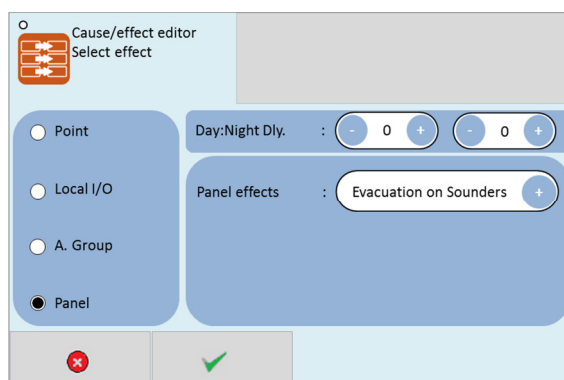 Cause/effect editor
Select effect
Point
Local I/O
A. Group
Panel
Day:Night Dly. : - 0 + - 0 +
Panel effects : Evacuation on Sounders +